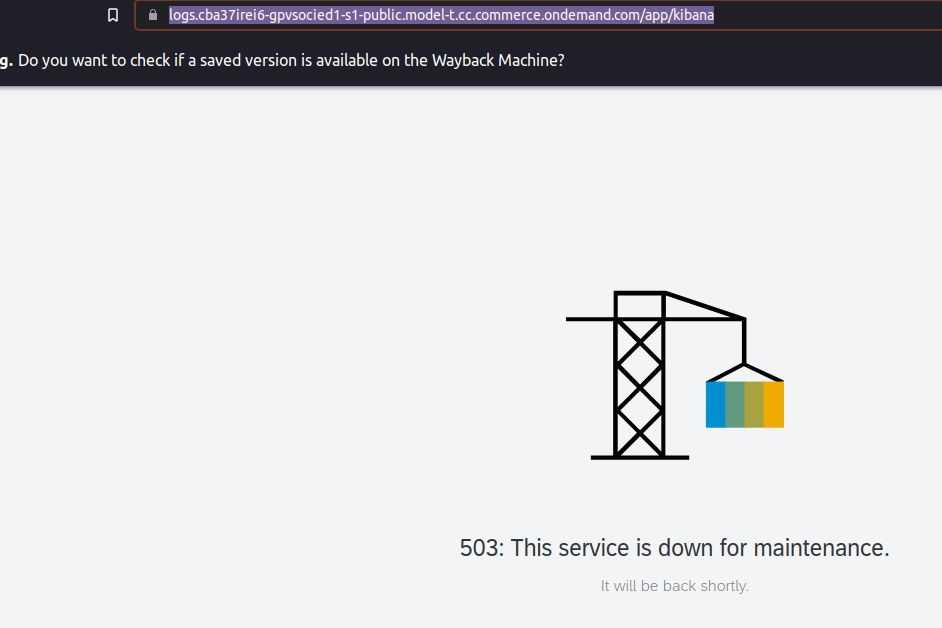 logs.cba37irei6-gpvsocied1-s1-public.model-t.cc.commerce.ondemand.com/app/kibana
g. Do you want to check if a saved version is available on the Wayback Machine?
503: This service is down for maintenance.
It will be back shortly.